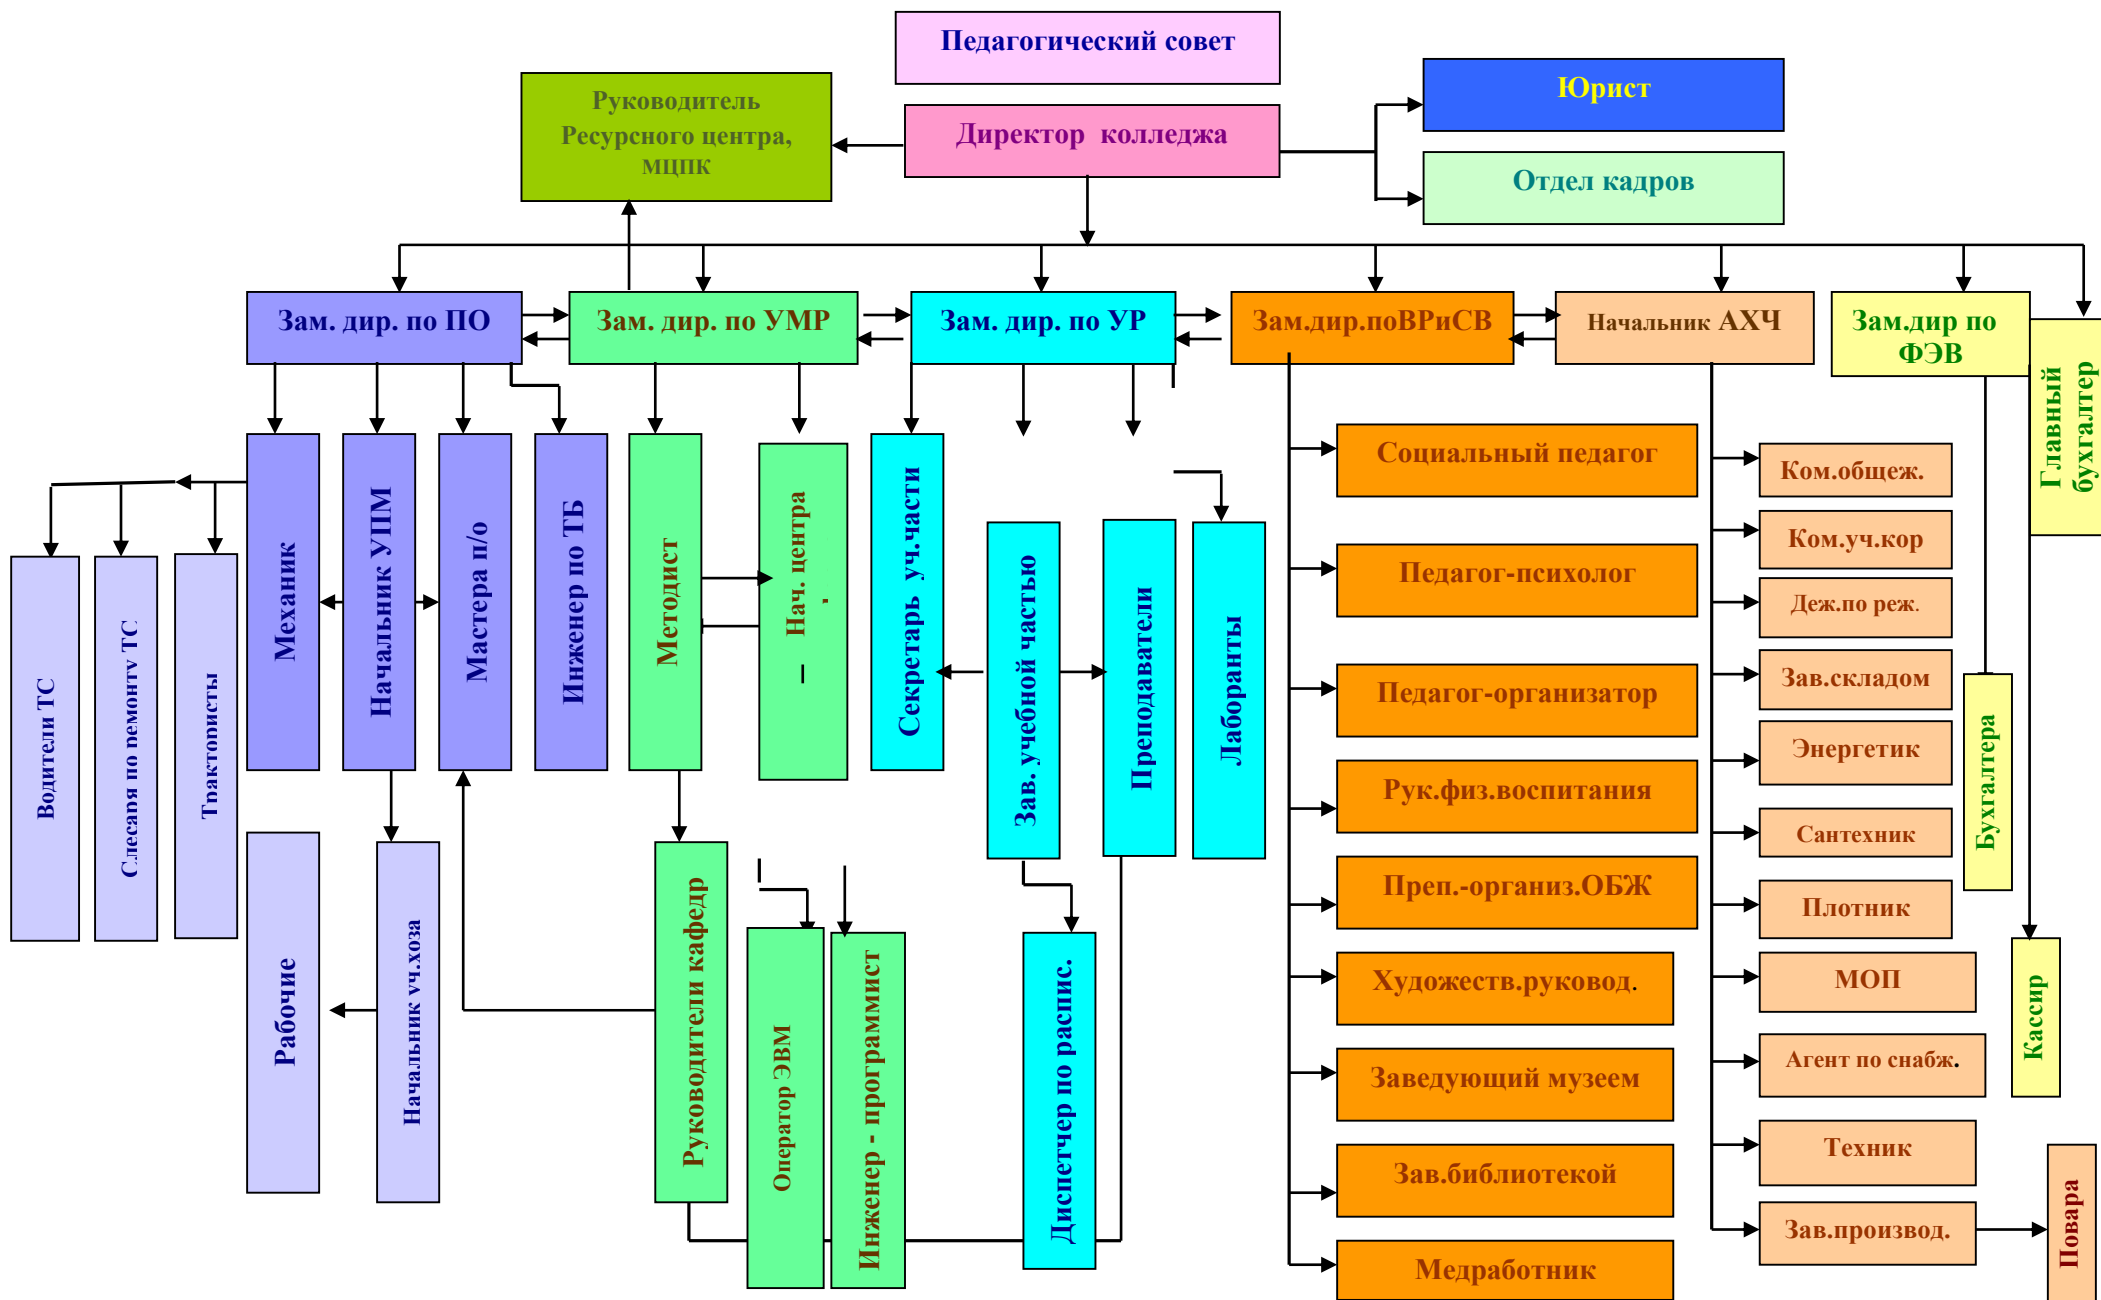 Педагогический совет
Руководитель
Ресурсного центра,
МЦПК
Директор колледжа
Юрист
Отдел кадров
Зам. дир. по ПО
Зам. дир. по УМР
Зам. дир. по УР
Зам.дир.поВРиСВ
Начальник АХЧ
Зам.дир по
ФЭВ
Главный
бухгалтер
Механик
Начальник УПМ
Мастера п/о
Инженер по ТБ
Методист
Нач. центра
Секретарь уч.части
Зав. учебной частью
Преподаватели
Лаборанты
Водители ТС
Слесаря по ремонту ТС
Трактористы
Рабочие
Начальник уч.хоза
Руководители кафедр
Оператор ЭВМ
Инженер - программист
Диспетчер по распис.
Социальный педагог
Педагог-психолог
Педагог-организатор
Рук.физ.воспитания
Преп.-организ.ОБЖ
Художеств.руковод.
Заведующий музеем
Зав.библиотекой
Медработник
Ком.общеж.
Ком.уч.кор
Деж.по реж.
Зав.складом
Энергетик
Сантехник
Плотник
МОП
Агент по снабж.
Техник
Зав.производ.
Бухгалтера
Кассир
Повара